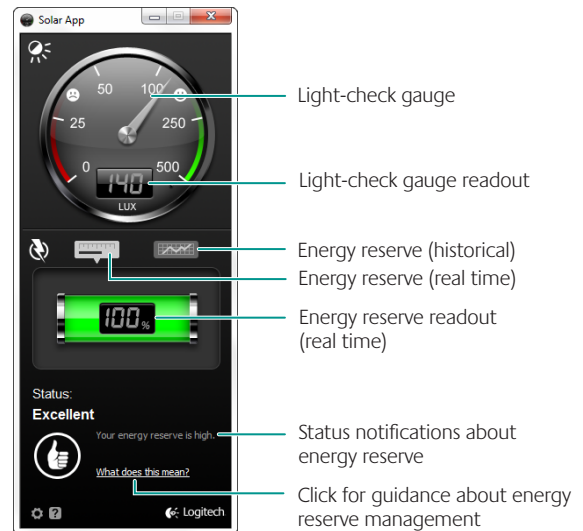 Solar App
50
100
25
250
0
500
140
LUX
Light-check gauge
Light-check gauge readout
Energy reserve (historical)
Energy reserve (real time)
100%
Energy reserve readout
(real time)
Status:
Excellent
Your energy reserve is high.
Status notifications about
energy reserve
What does this mean?
Click for guidance about energy
reserve management
?
Logitech